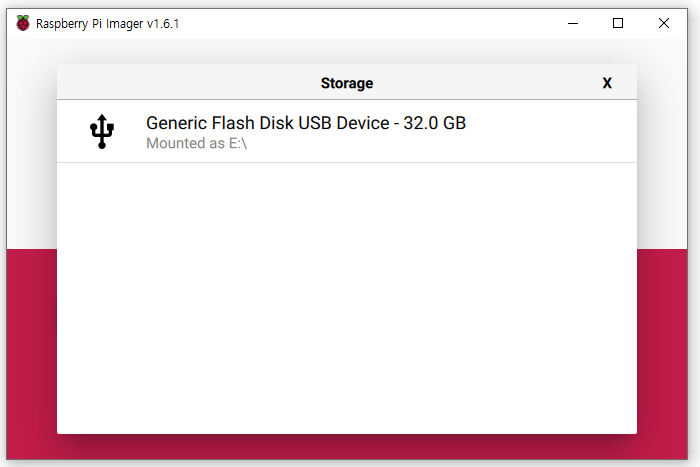 Raspberry Pi Imager v1.6.1
Storage
X
Generic Flash Disk USB Device - 32.0 GB
Mounted as E:\